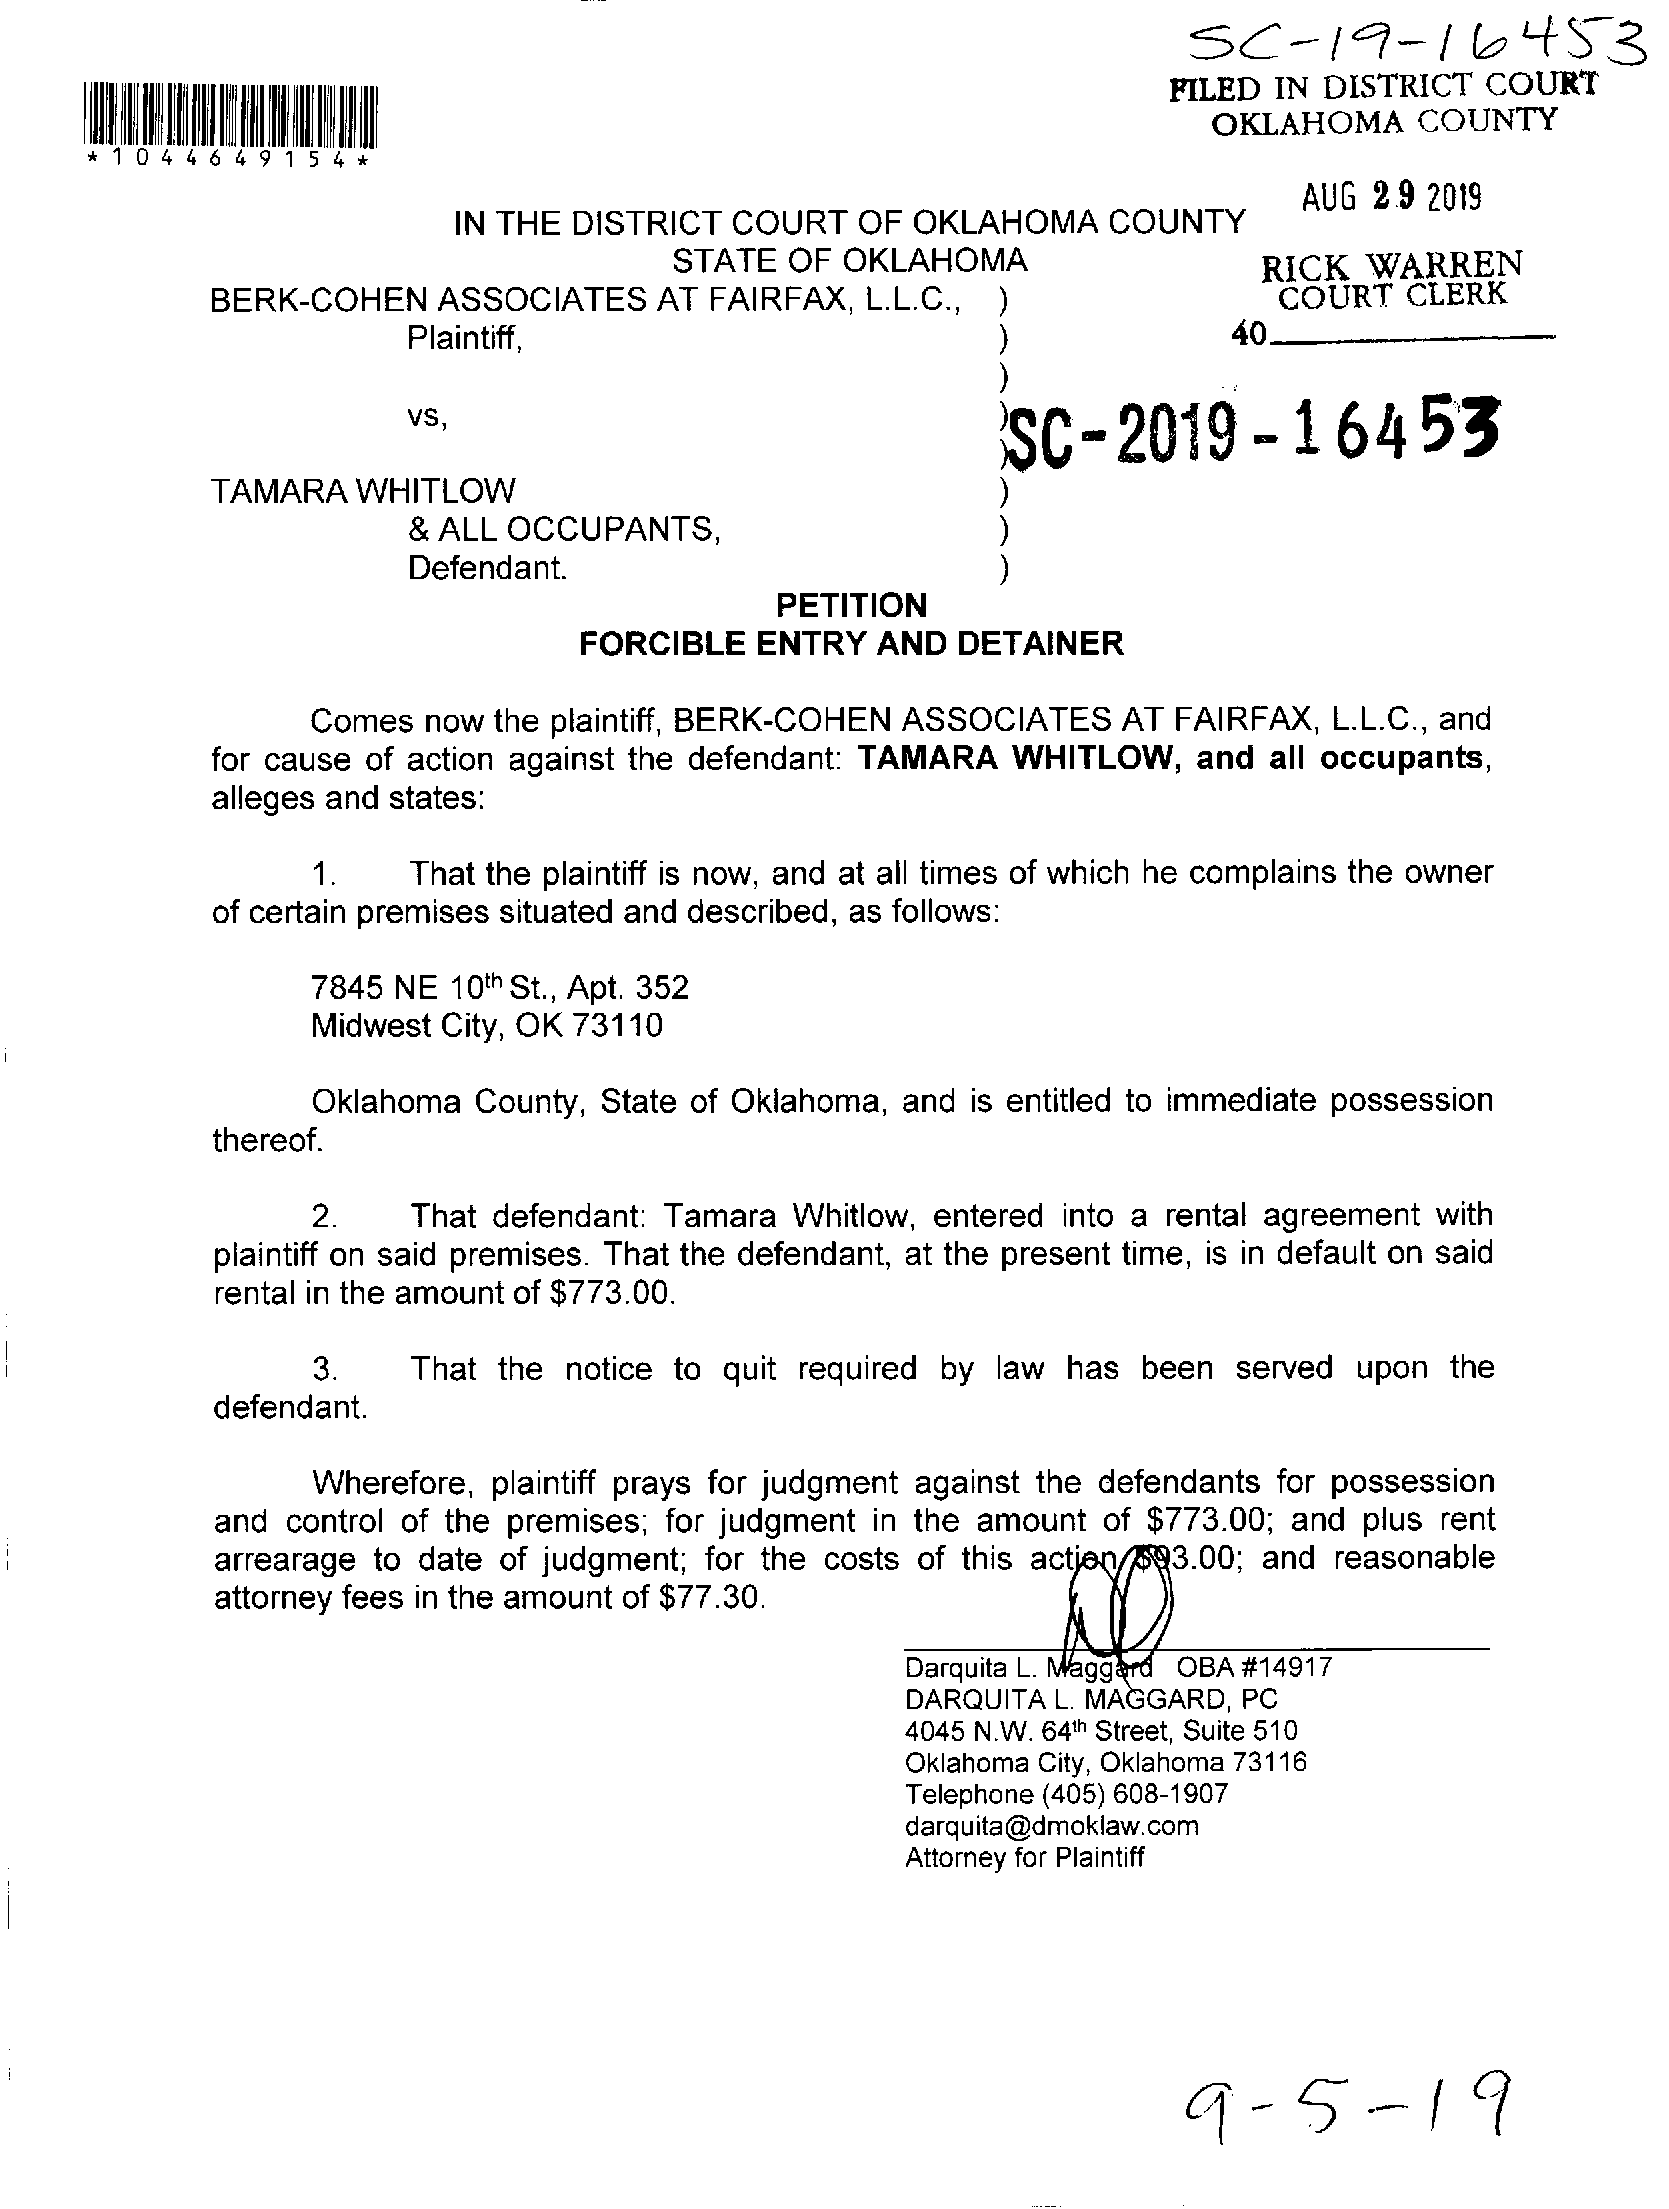 SC-19-16453
FILED IN DISTRICT COURT
OKLAHOMA COUNTY
*1044649154*
AUG 29 2019
IN THE DISTRICT COURT OF OKLAHOMA COUNTY
STATE OF OKLAHOMA
RICK WARREN
COURT CLERK
40
BERK-COHEN ASSOCIATES AT FAIRFAX, L.L.C., )
Plaintiff, )
)
vs, )
SC-2019-16453
)
TAMARA WHITLOW )
& ALL OCCUPANTS, )
Defendant. )
PETITION
FORCIBLE ENTRY AND DETAINER
Comes now the plaintiff, BERK-COHEN ASSOCIATES AT FAIRFAX, L.L.C., and
for cause of action against the defendant: TAMARA WHITLOW, and all occupants,
alleges and states:
1. That the plaintiff is now, and at all times of which he complains the owner
of certain premises situated and described, as follows:
7845 NE 10th St., Apt. 352
Midwest City, OK 73110
Oklahoma County, State of Oklahoma, and is entitled to immediate possession
thereof.
2. That defendant: Tamara Whitlow, entered into a rental agreement with
plaintiff on said premises. That the defendant, at the present time, is in default on said
rental in the amount of $773.00.
3. That the notice to quit required by law has been served upon the
defendant.
Wherefore, plaintiff prays for judgment against the defendants for possession
and control of the premises; for judgment in the amount of $773.00; and plus rent
arrearage to date of judgment; for the costs of this action $93.00; and reasonable
attorney fees in the amount of $77.30.
Darquita L. Maggard OBA #14917
DARQUITA L. MAGGARD, PC
4045 N.W. 64th Street, Suite 510
Oklahoma City, Oklahoma 73116
Telephone (405) 608-1907
darquita@dmoklaw.com
Attorney for Plaintiff
9-5-19